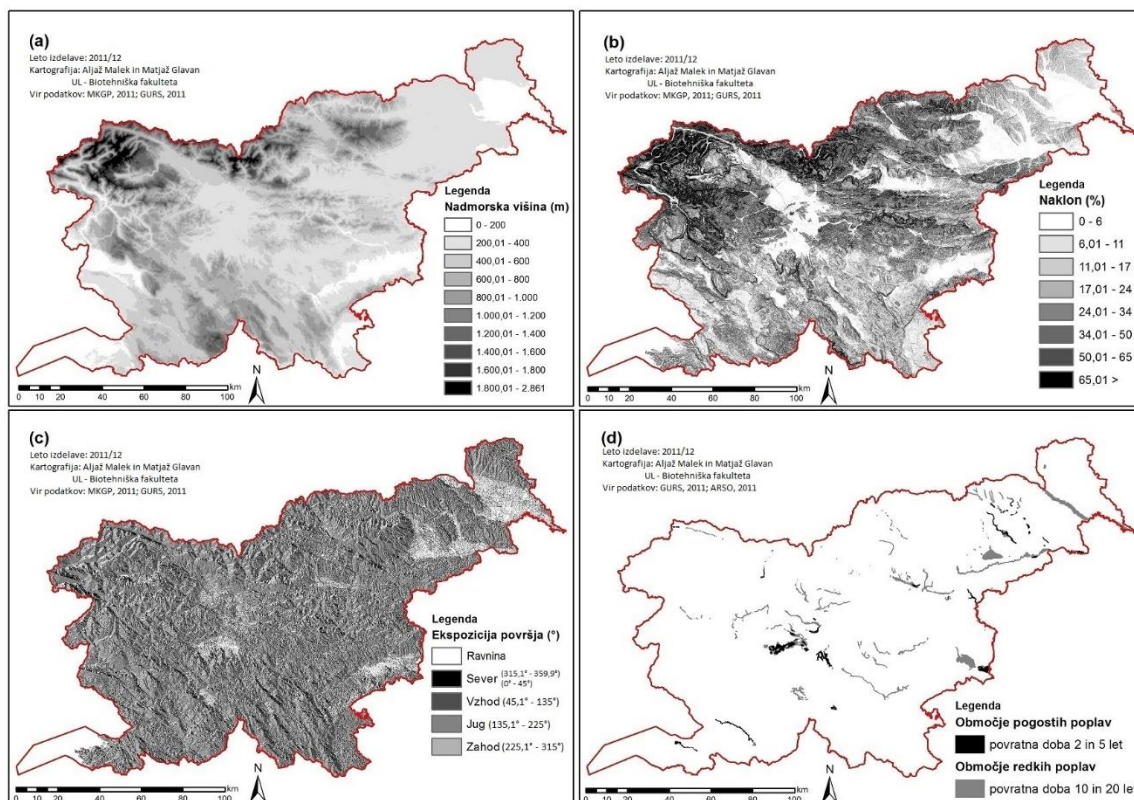 (a)
Leto izdelave: 2011/12
Kartografija: Aljaž Malek in Matjaž Glavan
UL - Biotehniška fakulteta
Vir podatkov: MKGP, 2011; GURS, 2011
Legenda
Nadmorska višina (m)
0 - 200
200,01 - 400
400,01 - 600
600,01 - 800
800,01 - 1.000
1.000,01 - 1.200
1.200,01 - 1.400
1.400,01 - 1.600
1.600,01 - 1.800
1.800,01 - 2.861
N
km
0 5 10 20 40 60 80 100
(b)
Leto izdelave: 2011/12
Kartografija: Aljaž Malek in Matjaž Glavan
UL - Biotehniška fakulteta
Vir podatkov: MKGP, 2011; GURS, 2011
Legenda
Naklon (%)
0 - 6
6,01 - 11
11,01 - 17
17,01 - 24
24,01 - 34
34,01 - 50
50,01 - 65
65,01 >
N
km
0 5 10 20 40 60 80 100
(c)
Leto izdelave: 2011/12
Kartografija: Aljaž Malek in Matjaž Glavan
UL - Biotehniška fakulteta
Vir podatkov: MKGP, 2011; GURS, 2011
Legenda
Ekspozicija površja (°)
Ravnina
Sever (315,1° - 359,9°)
(0° - 45°)
Vzhod (45,1° - 135°)
Jug (135,1° - 225°)
Zahod (225,1° - 315°)
N
km
0 5 10 20 40 60 80 100
(d)
Leto izdelave: 2011/12
Kartografija: Aljaž Malek in Matjaž Glavan
UL - Biotehniška fakulteta
Vir podatkov: GURS, 2011; ARSO, 2011
Legenda
Območje pogostih poplav
povratna doba 2 in 5 let
Območje redkih poplav
povratna doba 10 in 20 let
N
km
0 5 10 20 40 60 80 100